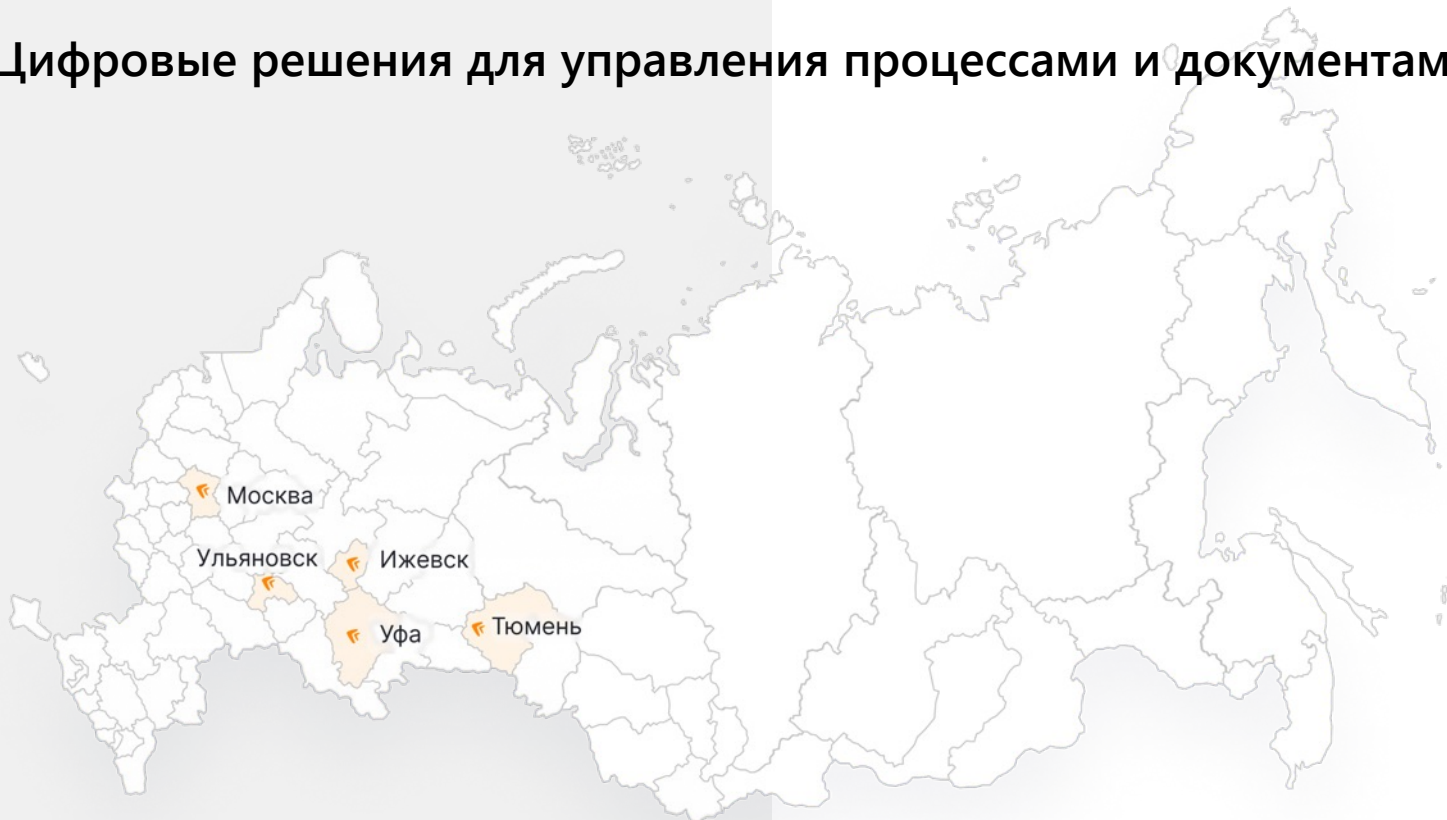 Цифровые решения для управления процессами и документам
Москва
Ульяновск
Ижевск
Уфа
Тюмень